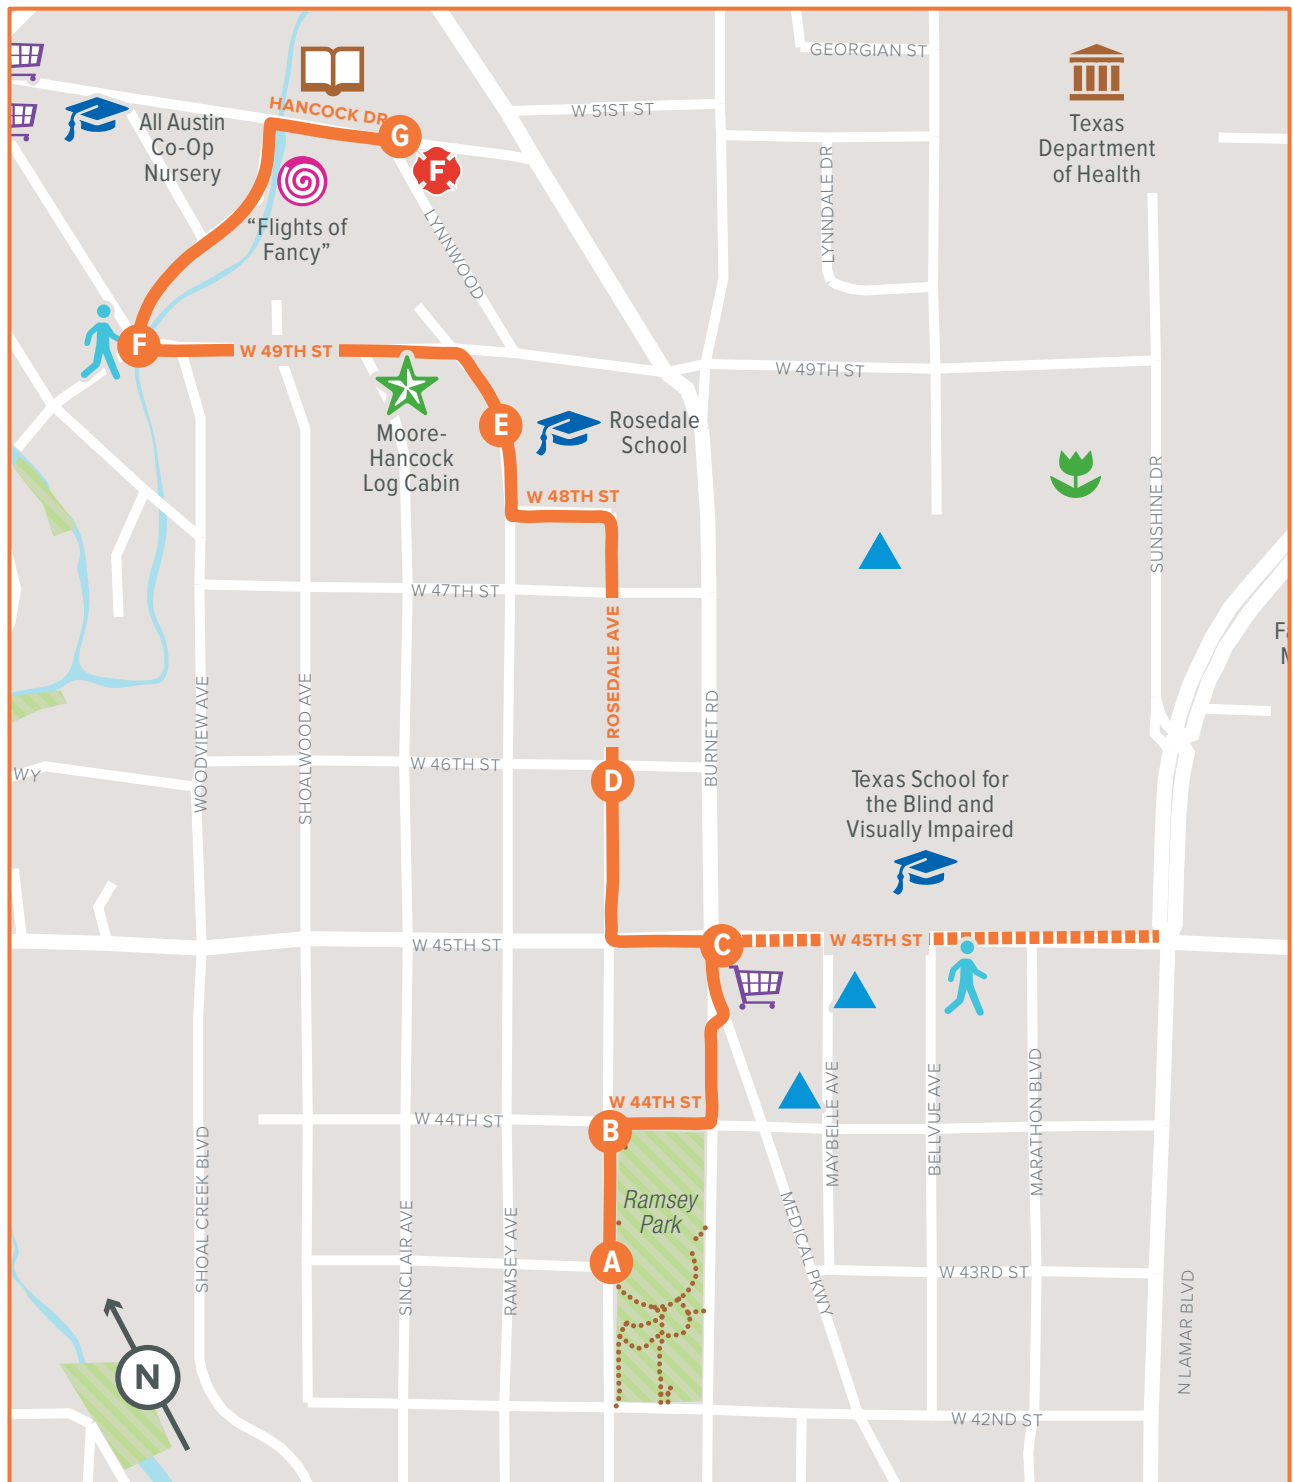 GEORGIAN ST
HANCOCK DR
W 51ST ST
All Austin
Co-Op
Nursery
G
F
Texas
Department
of Health
LYNNDALE DR
"Flights of
Fancy"
LYNNWOOD
F
W 49TH ST
W 49TH ST
E
Rosedale
School
Moore-
Hancock
Log Cabin
W 48TH ST
SUNSHINE DR
W 47TH ST
ROSEDALE AVE
WOODVIEW AVE
SHOALWOOD AVE
BURNET RD
W 46TH ST
WY
D
Texas School for
the Blind and
Visually Impaired
W 45TH ST
C
W 45TH ST
W 44TH ST
W 44TH ST
B
MAYBELLE AVE
BELLVUE AVE
MARATHON BLVD
SHOAL CREEK BLVD
SINCLAIR AVE
RAMSEY AVE
Ramsey
Park
A
MEDICAL PKWY
W 43RD ST
N LAMAR BLVD
N
W 42ND ST